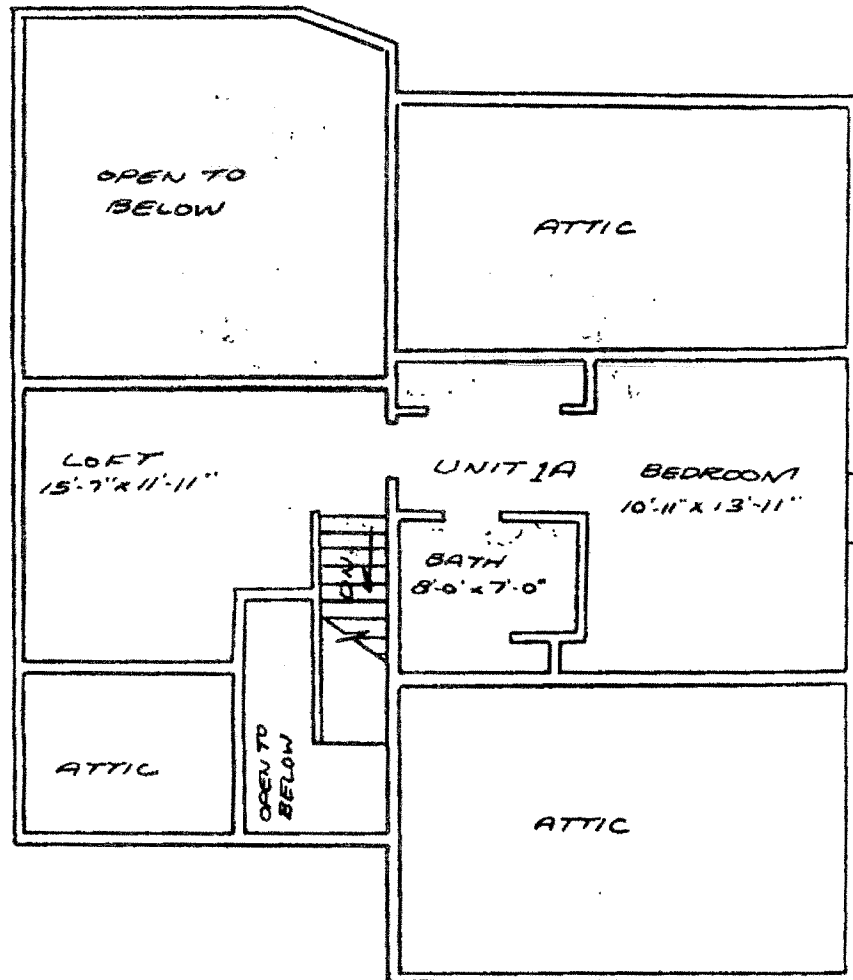 OPEN TO
BELOW
ATTIC
LOFT
15'-7" x 11'-11"
UNIT 1A
BEDROOM
10'-11" x 13'-11"
DN.
BATH
8'-0" x 7'-0"
ATTIC
OPEN TO
BELOW
ATTIC